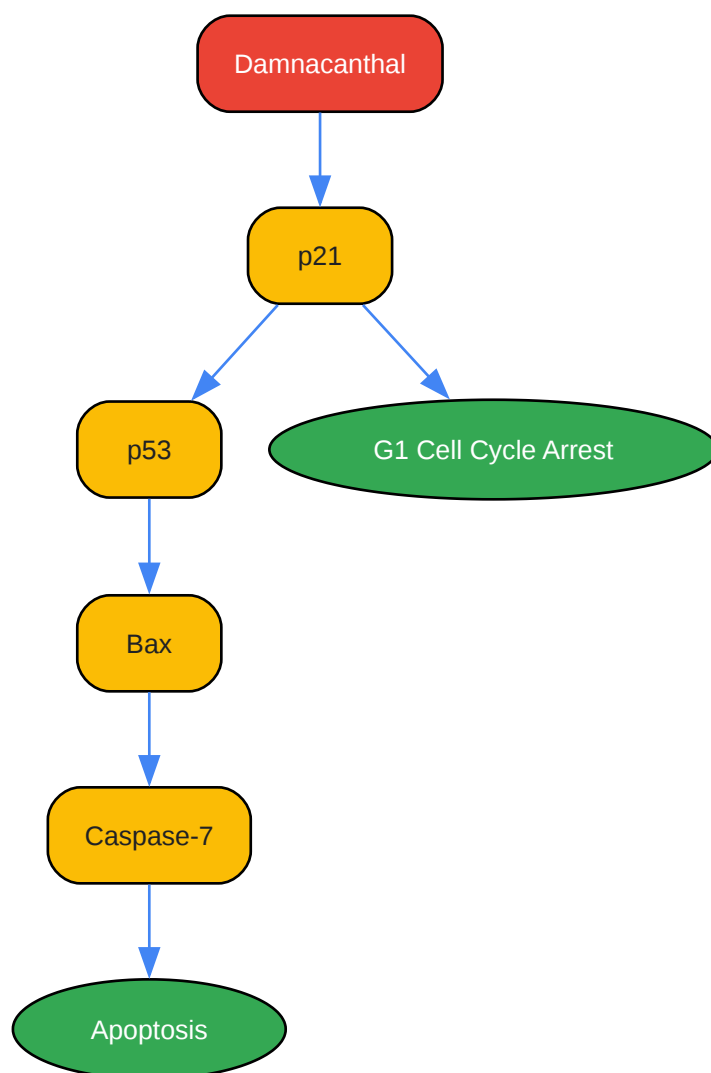 Damnacanthal
p21
p53
G1 Cell Cycle Arrest
Bax
Caspase-7
Apoptosis